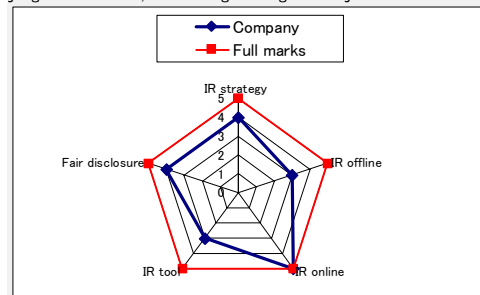 Company
Full marks
IR strategy
5
4
3
2
1
0
Fair disclosure
IR offline
IR tool
IR online